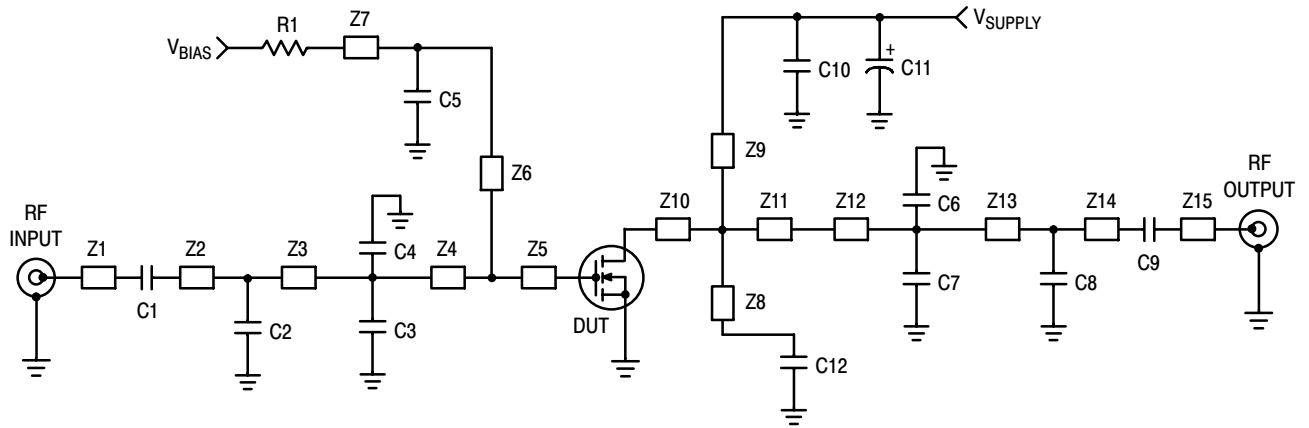 R1
Z7
VBIAS
C5
Z6
VSUPPLY
C10
+
C11
Z9
RF
INPUT
Z1
C1
Z2
Z3
C2
C4
C3
Z4
Z5
DUT
Z10
Z11
Z12
C6
C7
Z13
Z14
Z15
C8
C9
RF
OUTPUT
Z8
C12